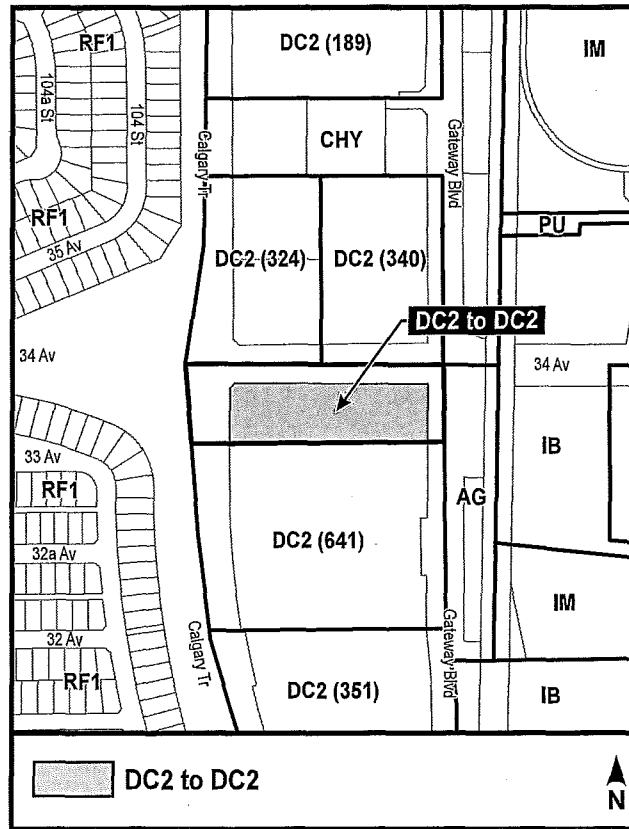 RF1
DC2 (189)
IM
104a St
104 St
Calgary Tr
CHY
Gateway Blvd
RF1
PU
35 Av
DC2 (324)
DC2 (340)
DC2 to DC2
34 Av
34 Av
33 Av
RF1
IB
AG
32a Av
DC2 (641)
IM
32 Av
Calgary Tr
Gateway Blvd
RF1
DC2 (351)
IB
DC2 to DC2
N